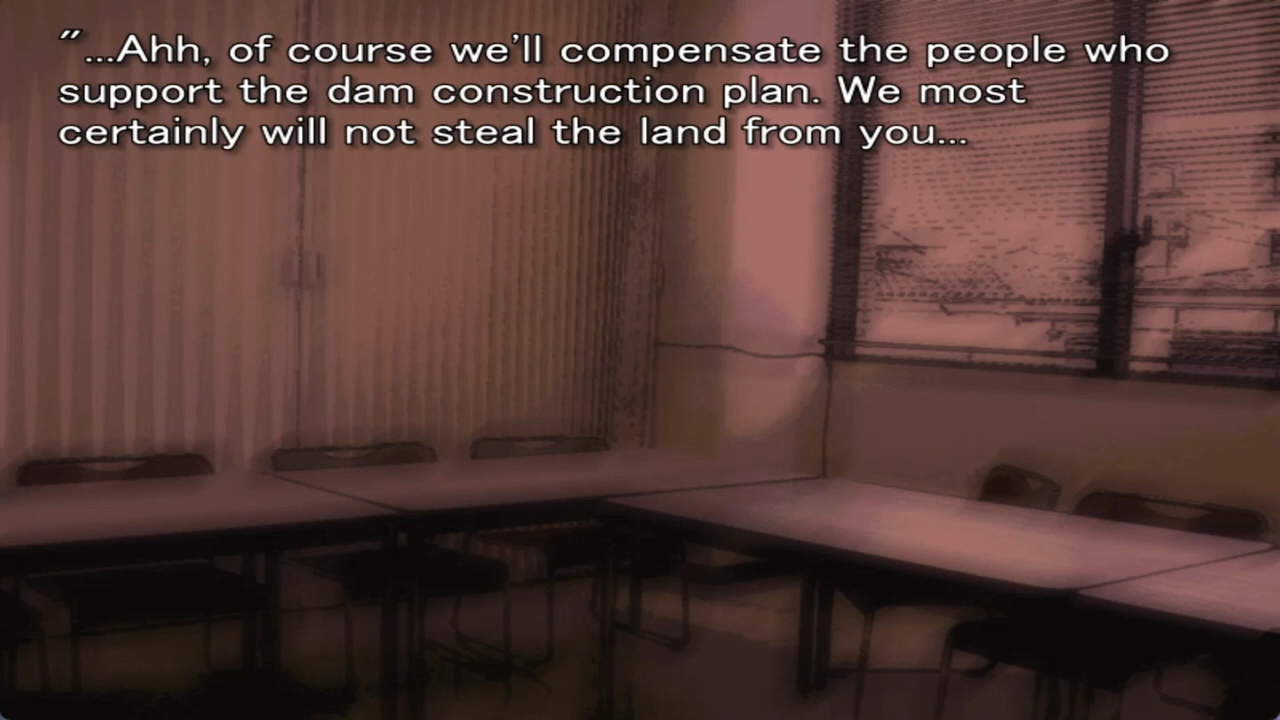 "...Ahh, of course we'll compensate the people who
support the dam construction plan. We most
certainly will not steal the land from you...